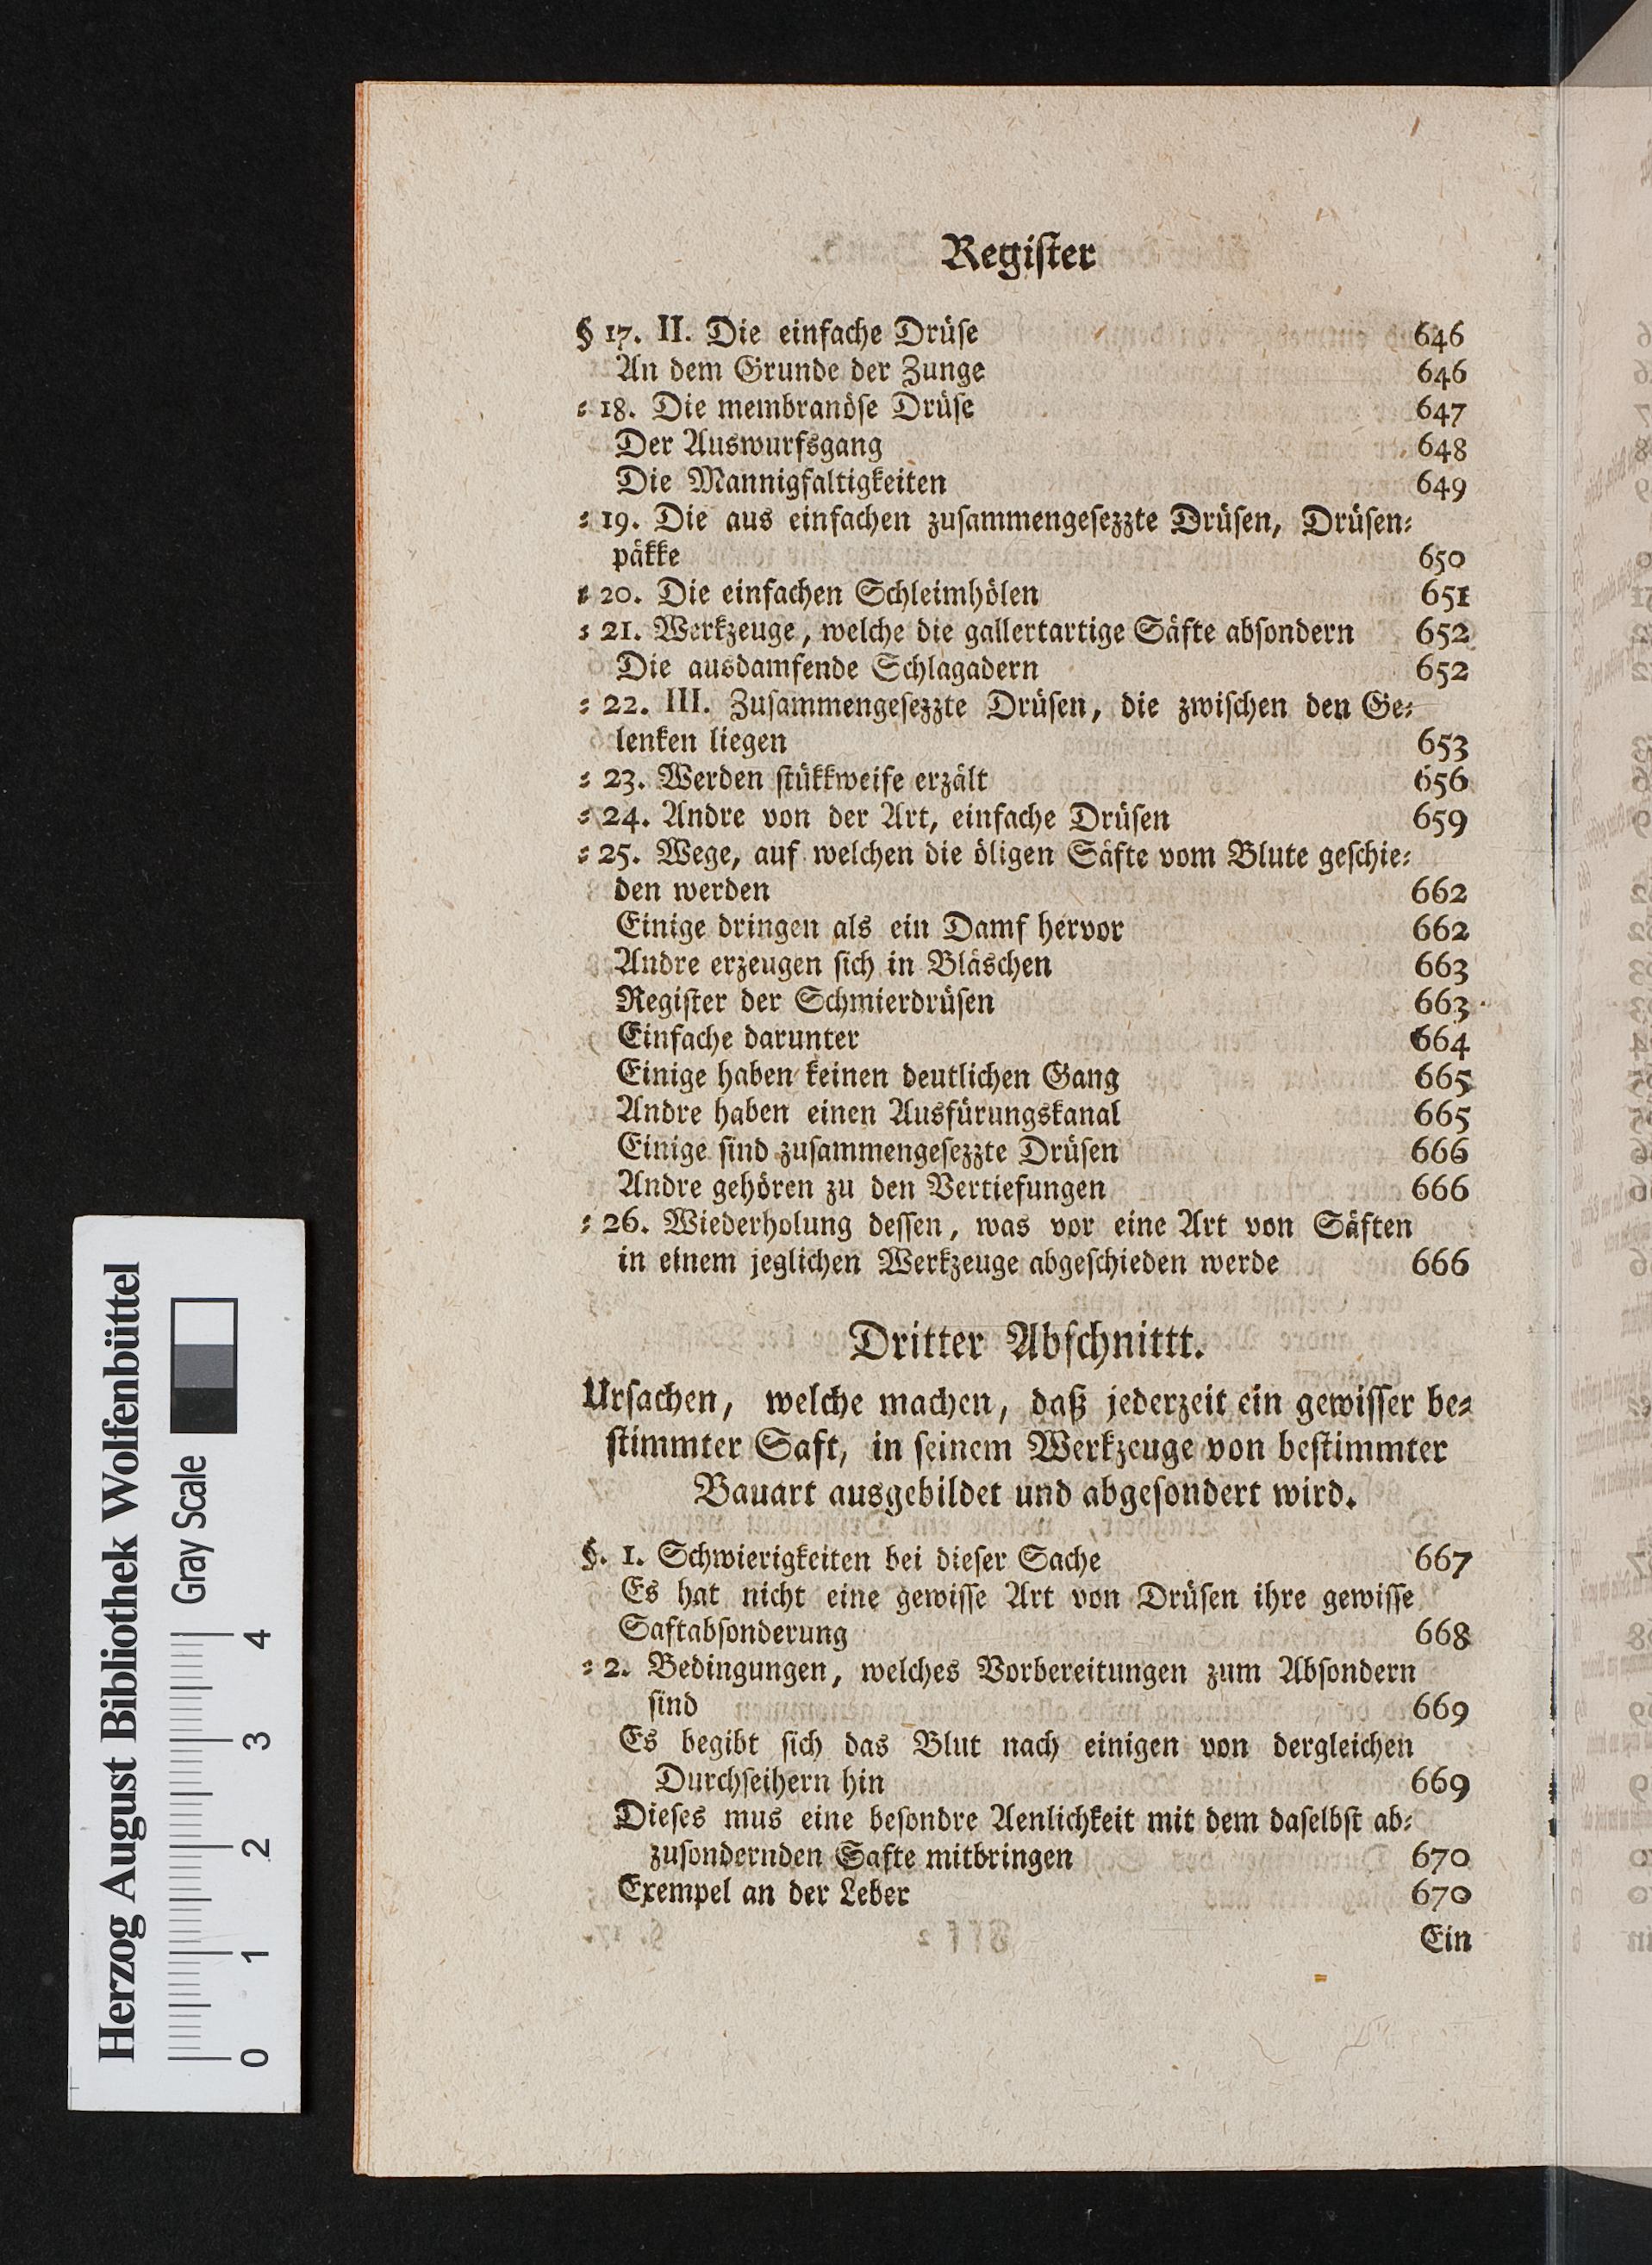 Regiſter
§ 17. II. Die einfache Drüſe 646
An dem Grunde der Zunge 646
⸗ 18. Die membranöſe Drüſe 647
Der Auswurfsgang 648
Die Mannigfaltigkeiten 649
⸗ 19. Die aus einfachen zuſammengeſezzte Drüſen, Drüſen⸗
päkke 650
⸗ 20. Die einfachen Schleimhölen 651
⸗ 21. Werkzeuge, welche die gallertartige Säfte abſondern 652
Die ausdamfende Schlagadern 652
⸗ 22. III. Zuſammengeſezzte Drüſen, die zwiſchen den Ge⸗
lenken liegen 653
⸗ 23. Werden ſtükkweiſe erzält 656
⸗ 24. Andre von der Art, einfache Drüſen 659
⸗ 25. Wege, auf welchen die öligen Säfte vom Blute geſchie⸗
den werden 662
Einige dringen als ein Damf hervor 662
Andre erzeugen ſich in Bläschen 663
Regiſter der Schmierdrüſen 663
Einfache darunter 664
Einige haben keinen deutlichen Gang 665
Andre haben einen Ausfürungskanal 665
Einige ſind zuſammengeſezzte Drüſen 666
Andre gehören zu den Vertiefungen 666
⸗ 26. Wiederholung deſſen, was vor eine Art von Säften
in einem jeglichen Werkzeuge abgeſchieden werde 666
Dritter Abſchnittt.
Urſachen, welche machen, daß jederzeit ein gewiſſer be⸗
ſtimmter Saft, in ſeinem Werkzeuge von beſtimmter
Bauart ausgebildet und abgeſondert wird.
§. 1. Schwierigkeiten bei dieſer Sache 667
Es hat nicht eine gewiſſe Art von Drüſen ihre gewiſſe
Saftabſonderung 668
⸗ 2. Bedingungen, welches Vorbereitungen zum Abſondern
ſind 669
Es begibt ſich das Blut nach einigen von dergleichen
Durchſeihern hin 669
Dieſes mus eine beſondre Aenlichkeit mit dem daſelbſt ab⸗
zuſondernden Safte mitbringen 670
Exempel an der Leber 670
Ein
Herzog August Bibliothek Wolfenbüttel
Gray Scale
0 1 2 3 4